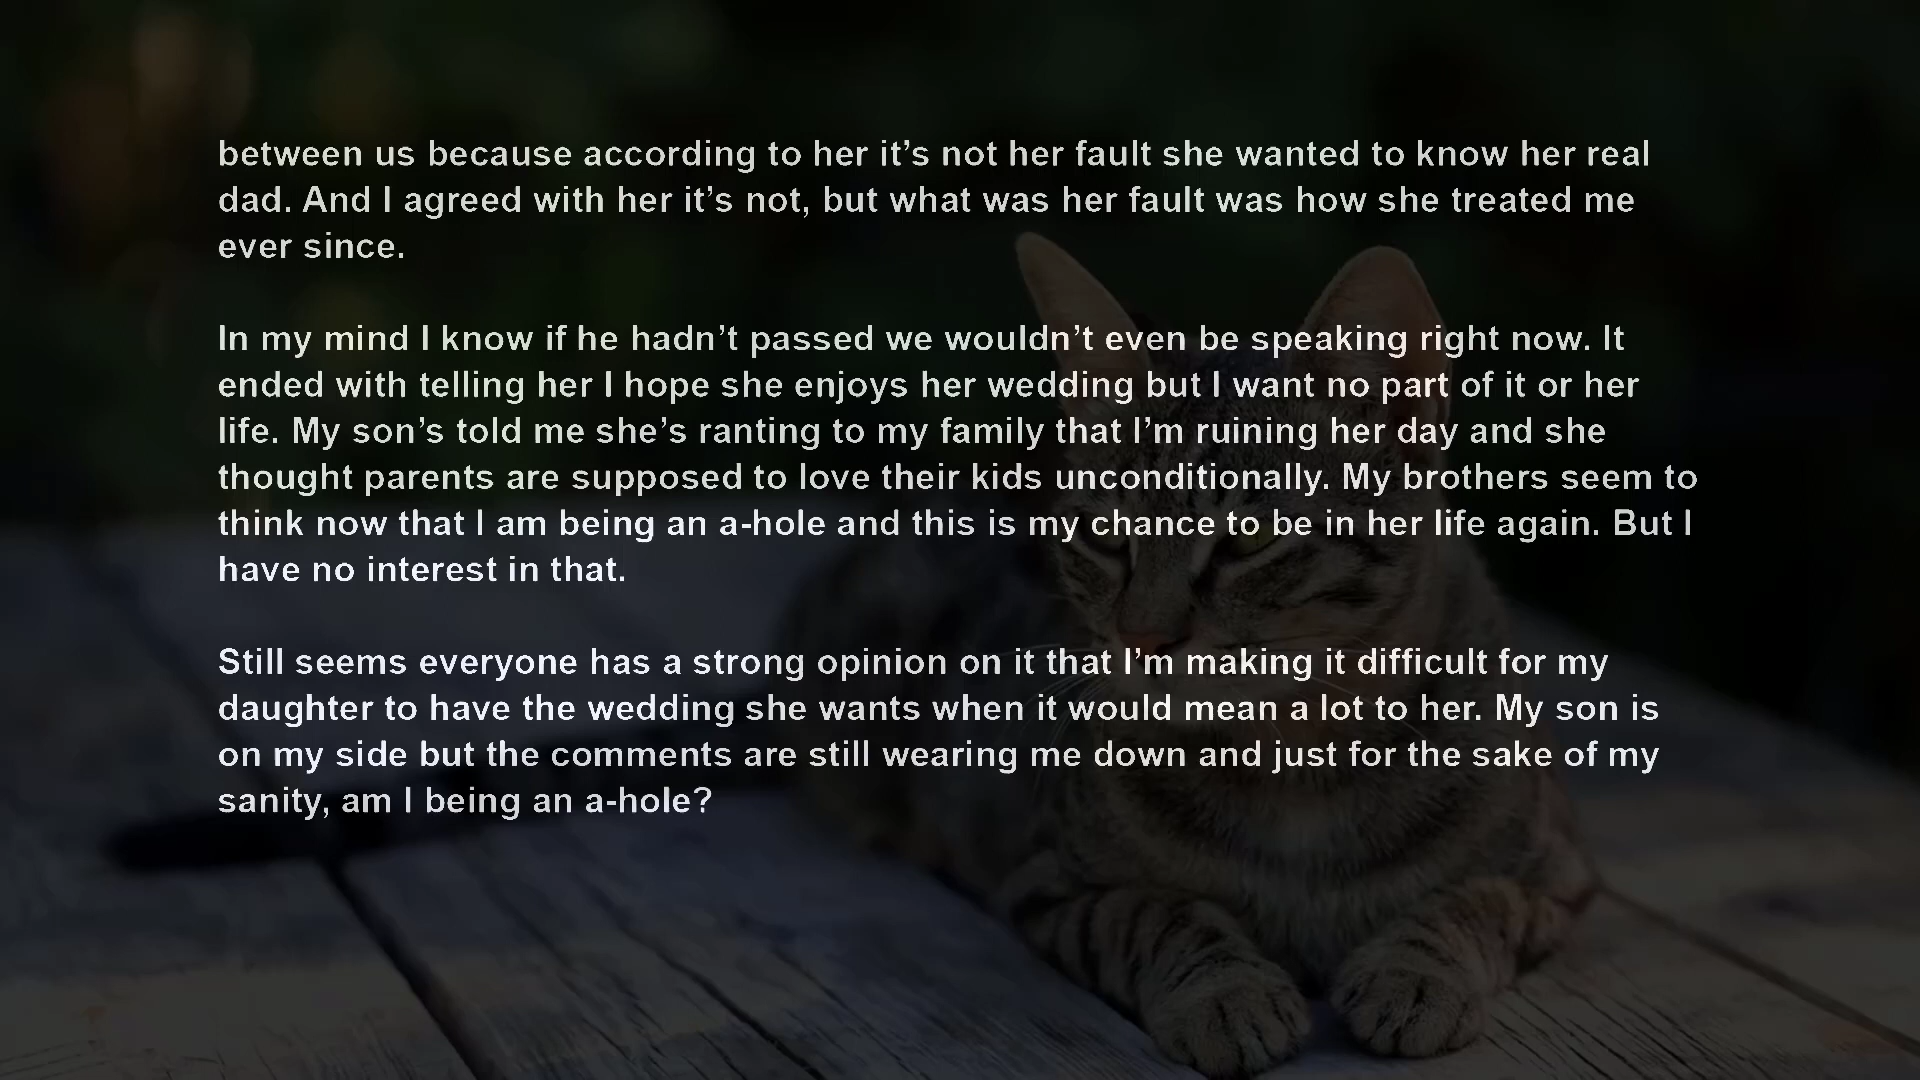 between us because according to her it’s not her fault she wanted to know her real
dad. And I agreed with her it’s not, but what was her fault was how she treated me
ever since.
In my mind I know if he hadn’t passed we wouldn’t even be speaking right now. It
ended with telling her I hope she enjoys her wedding but I want no part of it or her
life. My son’s told me she’s ranting to my family that I’m ruining her day and she
thought parents are supposed to love their kids unconditionally. My brothers seem to
think now that I am being an a-hole and this is my chance to be in her life again. But I
have no interest in that.
Still seems everyone has a strong opinion on it that I’m making it difficult for my
daughter to have the wedding she wants when it would mean a lot to her. My son is
on my side but the comments are still wearing me down and just for the sake of my
sanity, am I being an a-hole?